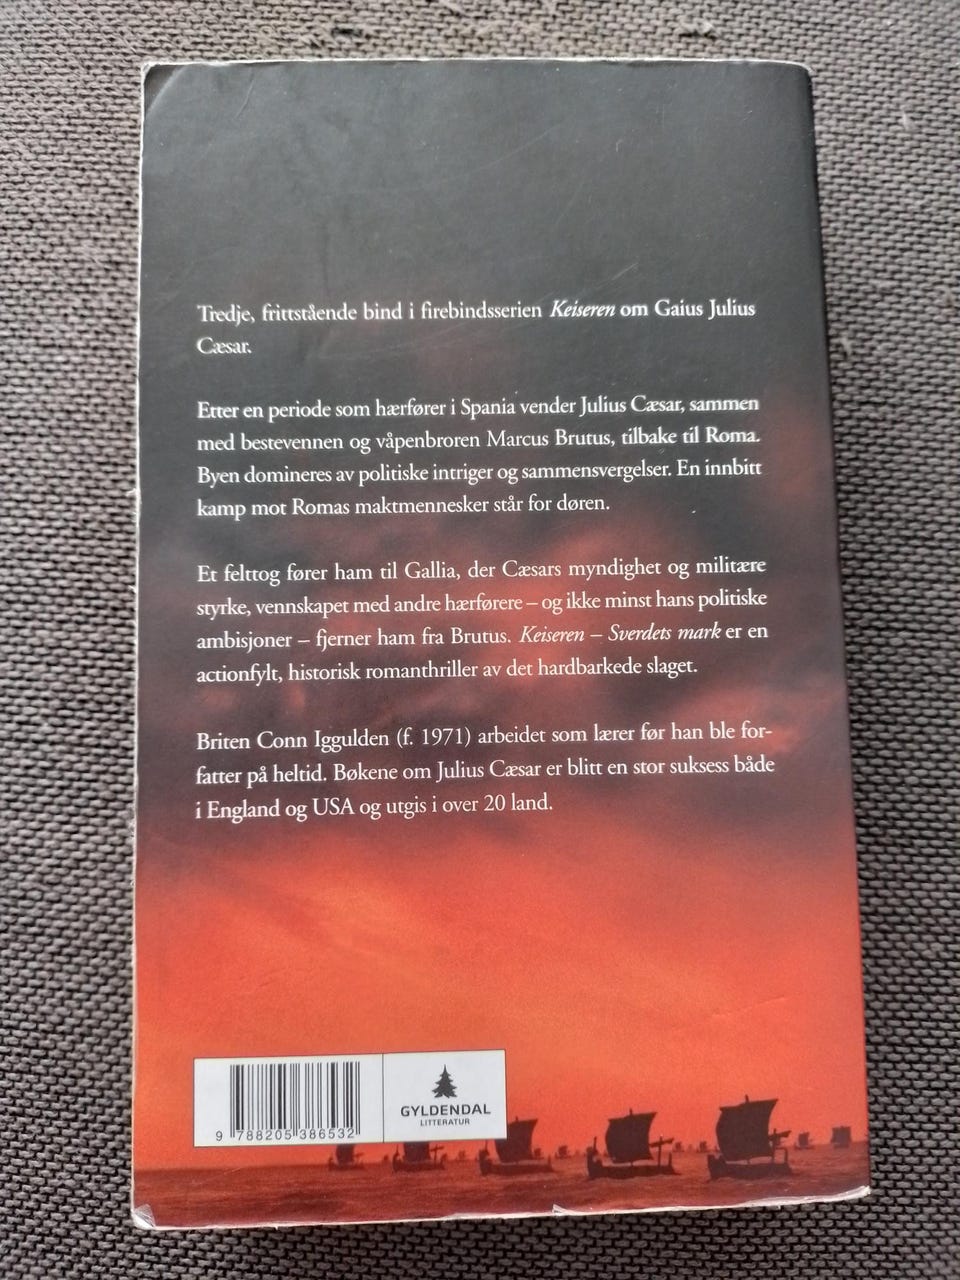 Tredje, frittstående bind i firebindsserien Keiseren om Gaius Julius
Cæsar.
Etter en periode som hærfører i Spania vender Julius Cæsar, sammen
med bestevennen og våpenbroren Marcus Brutus, tilbake til Roma.
Byen domineres av politiske intriger og sammensvergelser. En innbitt
kamp mot Romas maktmennesker står for døren.
Et felttog fører ham til Gallia, der Cæsars myndighet og militære
styrke, vennskapet med andre hærførere – og ikke minst hans politiske
ambisjoner – fjerner ham fra Brutus. Keiseren – Sverdets mark er en
actionfylt, historisk romanthriller av det hardbarkede slaget.
Briten Conn Iggulden (f. 1971) arbeidet som lærer før han ble for-
fatter på heltid. Bøkene om Julius Cæsar er blitt en stor suksess både
i England og USA og utgis i over 20 land.
9 788205 386532
GYLDENDAL
LITTERATUR